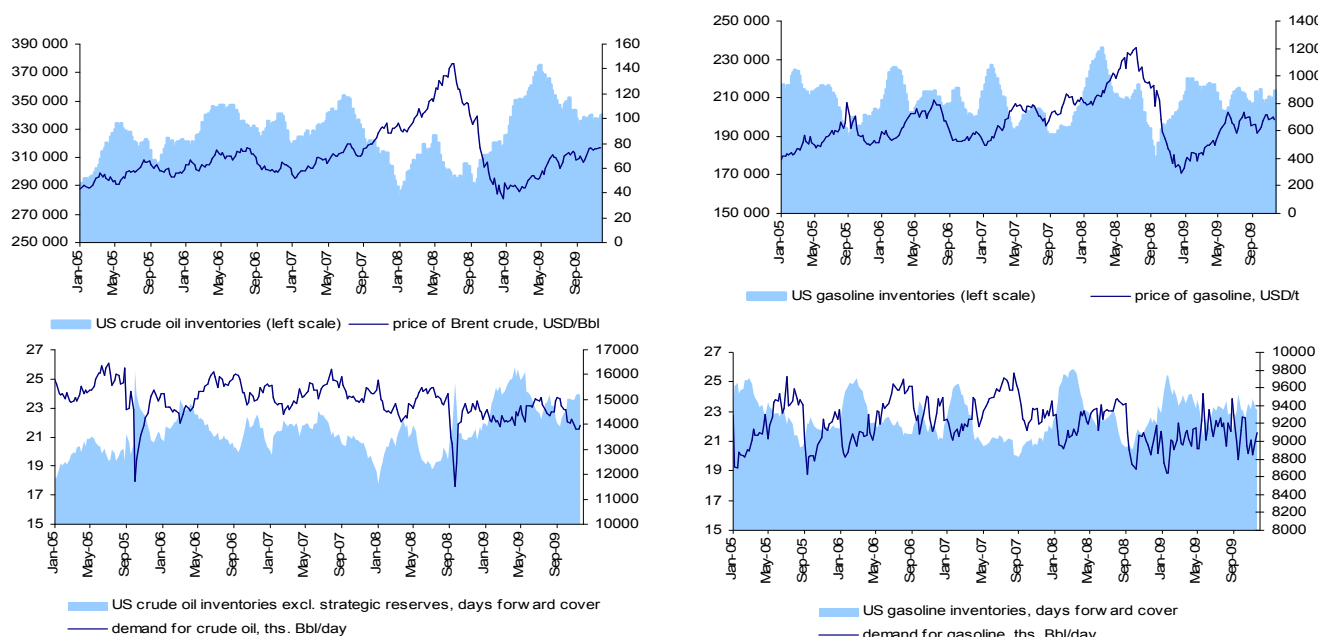 390 000
370 000
350 000
330 000
310 000
290 000
270 000
250 000
160
140
120
100
80
60
40
20
0
Jan-05
May-05
Sep-05
Jan-06
May-06
Sep-06
Jan-07
May-07
Sep-07
Jan-08
May-08
Sep-08
Jan-09
May-09
Sep-09
US crude oil inventories (left scale)
price of Brent crude, USD/Bbl
250 000
230 000
210 000
190 000
170 000
150 000
1400
1200
1000
800
600
400
200
0
Jan-05
May-05
Sep-05
Jan-06
May-06
Sep-06
Jan-07
May-07
Sep-07
Jan-08
May-08
Sep-08
Jan-09
May-09
Sep-09
US gasoline inventories (left scale)
price of gasoline, USD/t
27
25
23
21
19
17
15
17000
16000
15000
14000
13000
12000
11000
10000
Jan-05
May-05
Sep-05
Jan-06
May-06
Sep-06
Jan-07
May-07
Sep-07
Jan-08
May-08
Sep-08
Jan-09
May-09
Sep-09
US crude oil inventories excl. strategic reserves, days forward cover
demand for crude oil, ths. Bbl/day
27
25
23
21
19
17
15
10000
9800
9600
9400
9200
9000
8800
8600
8400
8200
8000
Jan-05
May-05
Sep-05
Jan-06
May-06
Sep-06
Jan-07
May-07
Sep-07
Jan-08
May-08
Sep-08
Jan-09
May-09
Sep-09
US gasoline inventories, days forward cover
demand for gasoline, ths. Bbl/day